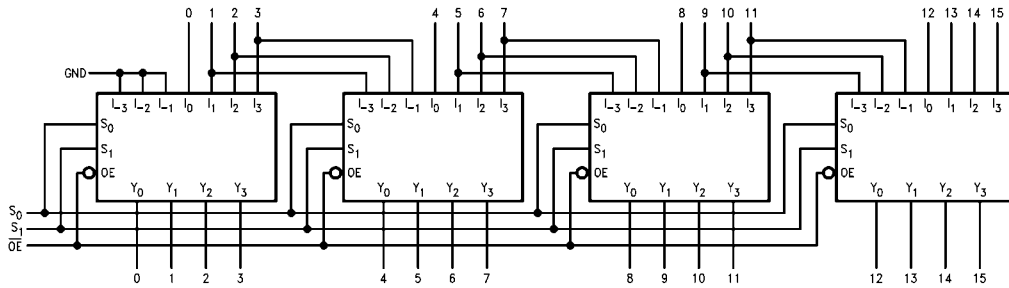 0 1 2 3 4 5 6 7 8 9 10 11 12 13 14 15
GND
I-3 I-2 I-1 I0 I1 I2 I3 I-3 I-2 I-1 I0 I1 I2 I3 I-3 I-2 I-1 I0 I1 I2 I3 I-3 I-2 I-1 I0 I1 I2 I3
S0 S0 S0 S0
S1 S1 S1 S1
OE OE OE OE
Y0 Y1 Y2 Y3 Y0 Y1 Y2 Y3 Y0 Y1 Y2 Y3 Y0 Y1 Y2 Y3
S0
S1
O̅E̅
0 1 2 3 4 5 6 7 8 9 10 11 12 13 14 15